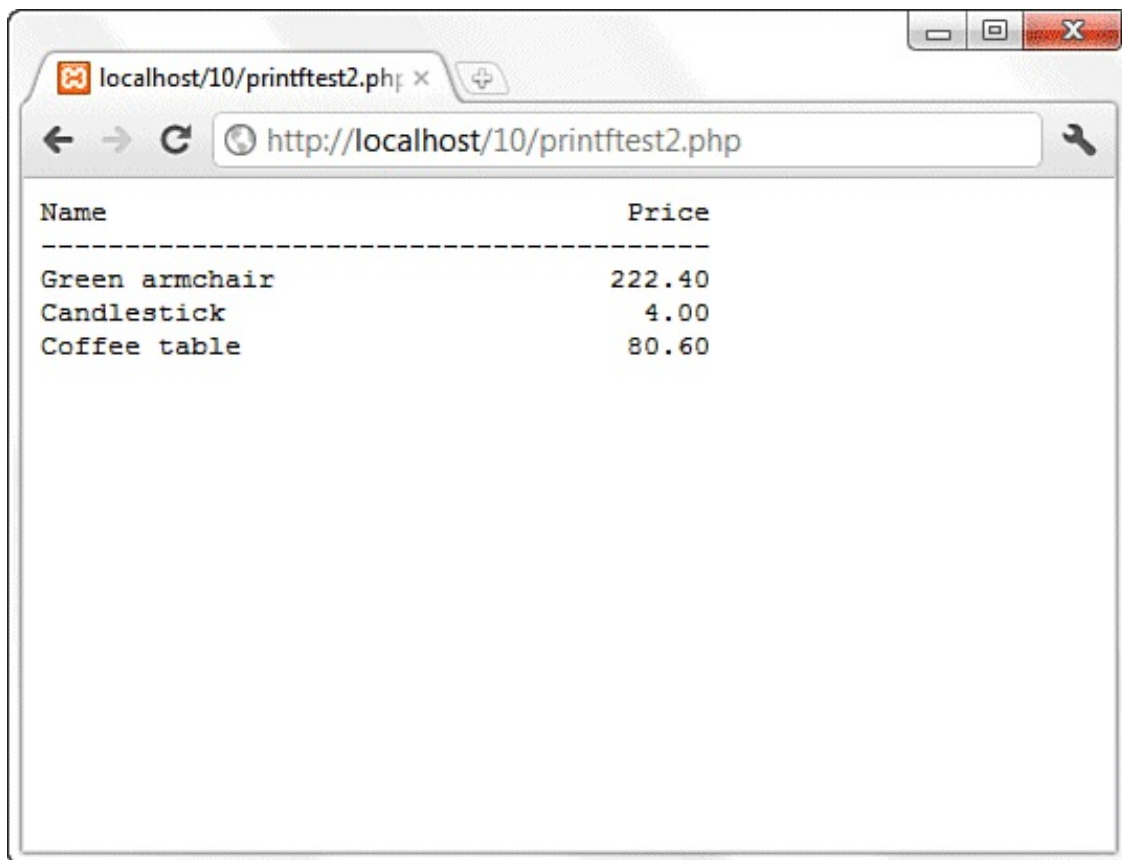 localhost/10/printftest2.php
http://localhost/10/printftest2.php
Name Price
----------------------------------------
Green armchair 222.40
Candlestick 4.00
Coffee table 80.60